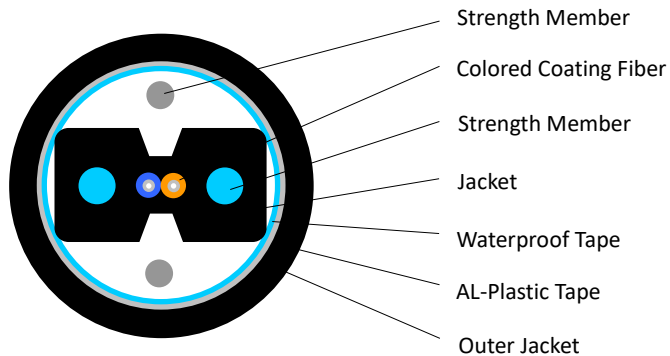 Strength Member
Colored Coating Fiber
Strength Member
Jacket
Waterproof Tape
AL-Plastic Tape
Outer Jacket